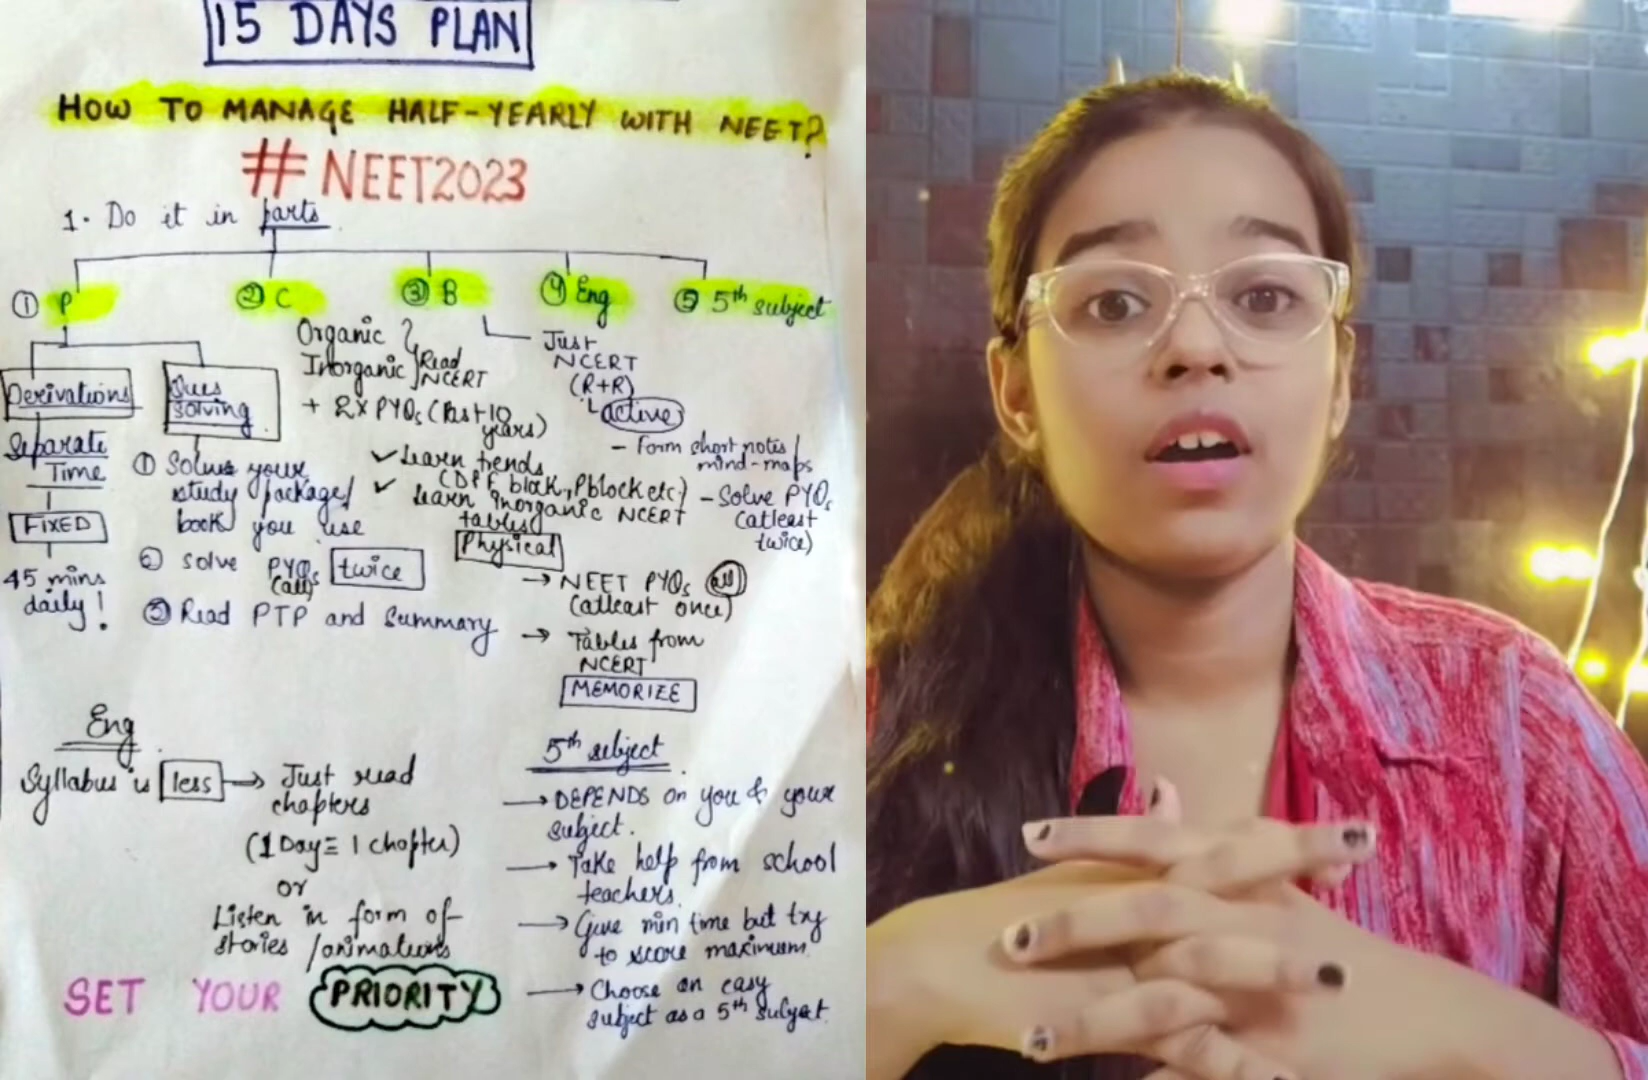 15 DAYS PLAN
HOW TO MANAGE HALF-YEARLY WITH NEET?
#NEET2023
1. Do it in parts
① P
② C
③ B
④ Eng
⑤ 5th subject
Derivations
Separate
Time
FIXED
45 mins
daily!
Ques
solving
① Solve your
study package/
book you use
② solve PYQs twice
(all)
③ Read PTP and summary
Organic
Inorganic
Read
NCERT
+ 2x PYQs (Past 10
years)
✓ Learn trends
(D & F block, P block etc)
✓ Learn inorganic NCERT
tables
Physical
→ NEET PYQs all
(atleast once)
→ Tables from
NCERT
MEMORIZE
Just
NCERT
(R+R)
active
- Form short notes/
mind-maps
- Solve PYQs
(atleast
twice)
Eng
Syllabus is less → Just read
chapters
(1 Day = 1 chapter)
or
Listen in form of
stories /animations
5th subject
→ DEPENDS on you & your
subject.
→ Take help from school
teachers.
→ Give min time but try
to score maximum.
→ Choose an easy
subject as a 5th subject.
SET YOUR PRIORITY